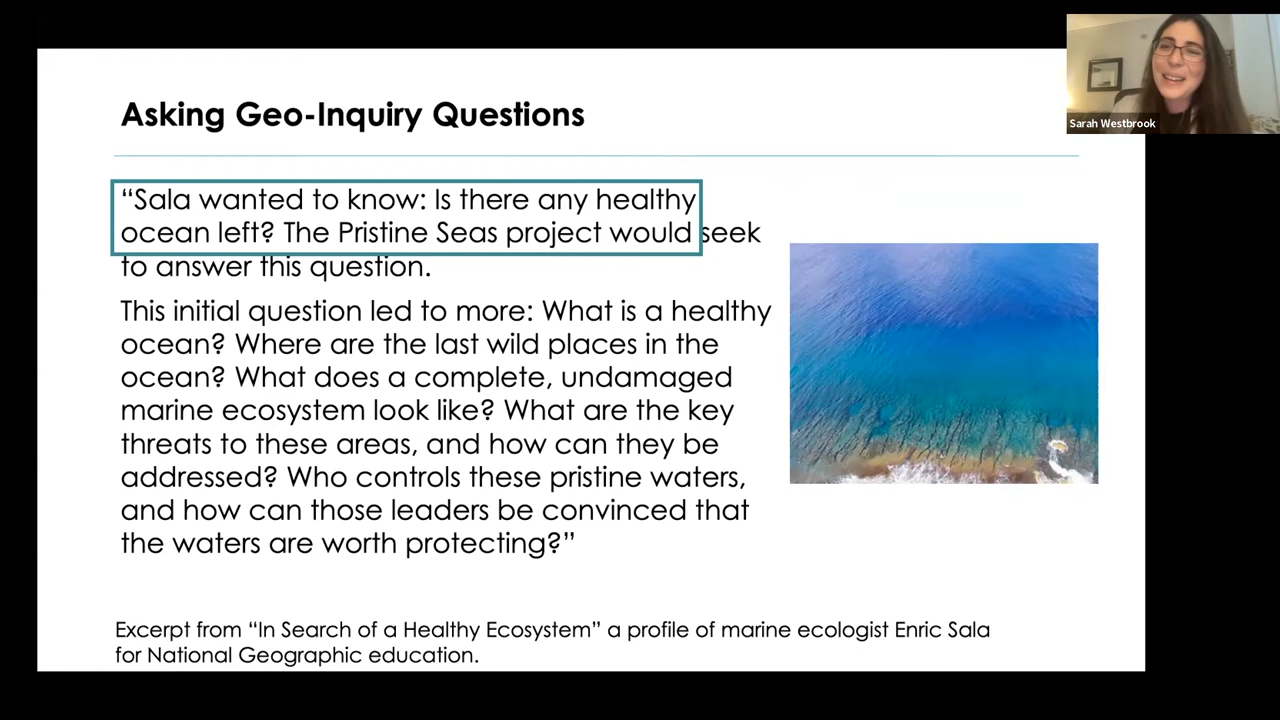 Sarah Westbrook
Asking Geo-Inquiry Questions
“Sala wanted to know: Is there any healthy
ocean left? The Pristine Seas project would seek
to answer this question.
This initial question led to more: What is a healthy
ocean? Where are the last wild places in the
ocean? What does a complete, undamaged
marine ecosystem look like? What are the key
threats to these areas, and how can they be
addressed? Who controls these pristine waters,
and how can those leaders be convinced that
the waters are worth protecting?”
Excerpt from “In Search of a Healthy Ecosystem” a profile of marine ecologist Enric Sala
for National Geographic education.